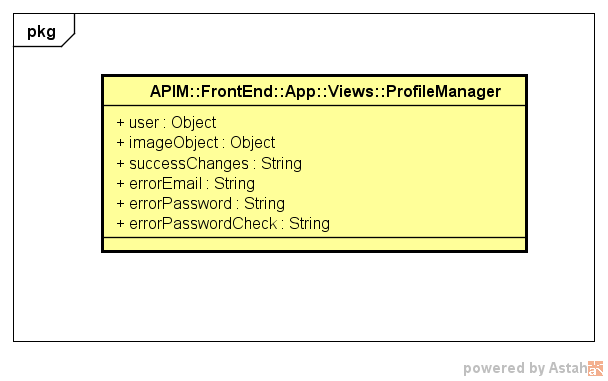 pkg
APIM::FrontEnd::App::Views::ProfileManager
+ user : Object
+ imageObject : Object
+ successChanges : String
+ errorEmail : String
+ errorPassword : String
+ errorPasswordCheck : String
powered by Astah